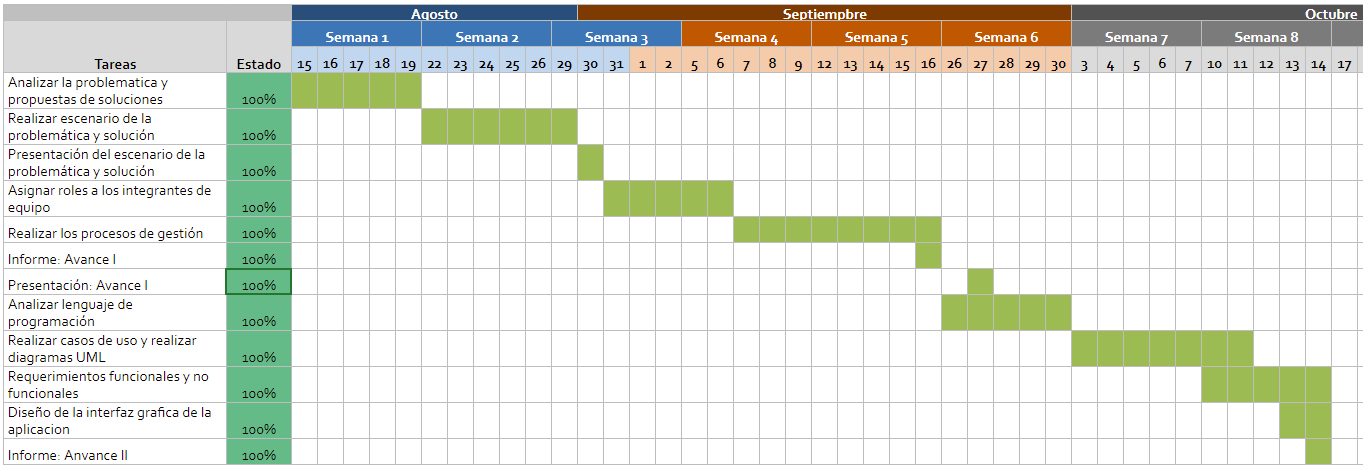 Agosto Septiempbre Octubre
Semana 1 Semana 2 Semana 3 Semana 4 Semana 5 Semana 6 Semana 7 Semana 8
Tareas Estado 15 16 17 18 19 22 23 24 25 26 29 30 31 1 2 5 6 7 8 9 12 13 14 15 16 26 27 28 29 30 3 4 5 6 7 10 11 12 13 14 17
Analizar la problematica y
propuestas de soluciones 100%
Realizar escenario de la
problemática y solución 100%
Presentación del escenario de la
problemática y solución 100%
Asignar roles a los integrantes de
equipo 100%
Realizar los procesos de gestión 100%
Informe: Avance I 100%
Presentación: Avance I 100%
Analizar lenguaje de
programación 100%
Realizar casos de uso y realizar
diagramas UML 100%
Requerimientos funcionales y no
funcionales 100%
Diseño de la interfaz grafica de la
aplicacion 100%
Informe: Anvance II 100%